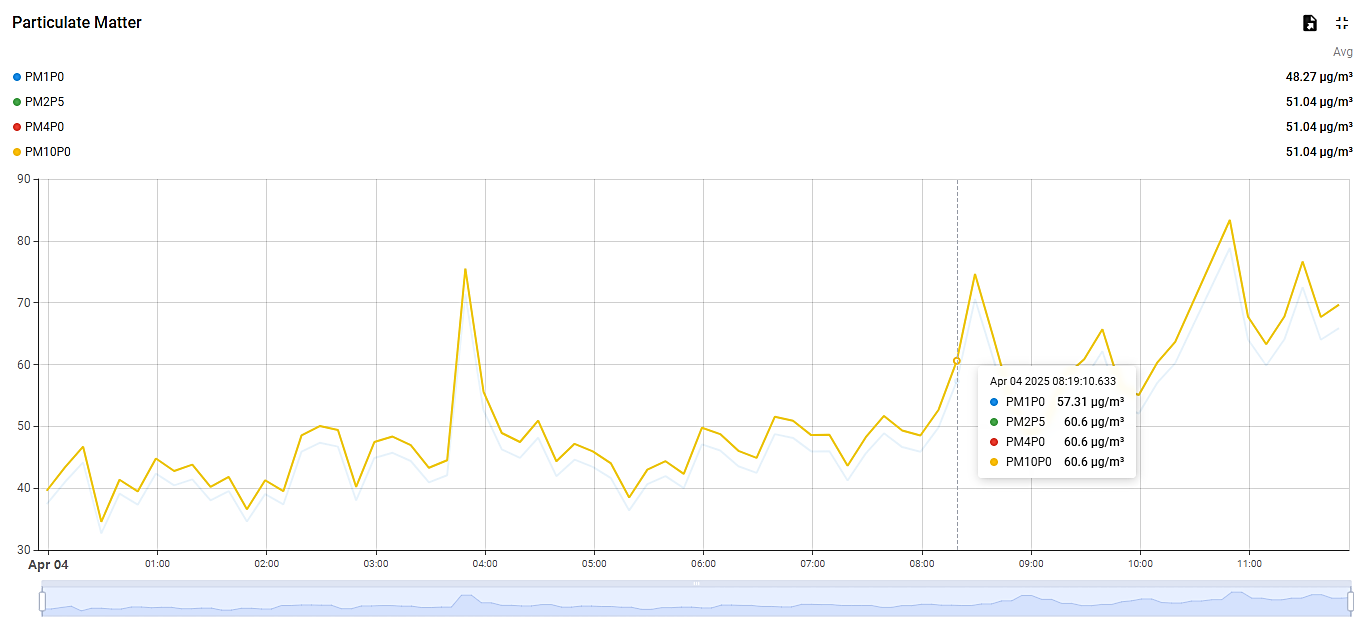 Particulate Matter
Avg
PM1P0 48.27 µg/m³
PM2P5 51.04 µg/m³
PM4P0 51.04 µg/m³
PM10P0 51.04 µg/m³
90
80
70
60
50
40
30
Apr 04 2025 08:19:10.633
PM1P0 57.31 µg/m³
PM2P5 60.6 µg/m³
PM4P0 60.6 µg/m³
PM10P0 60.6 µg/m³
Apr 04 01:00 02:00 03:00 04:00 05:00 06:00 07:00 08:00 09:00 10:00 11:00